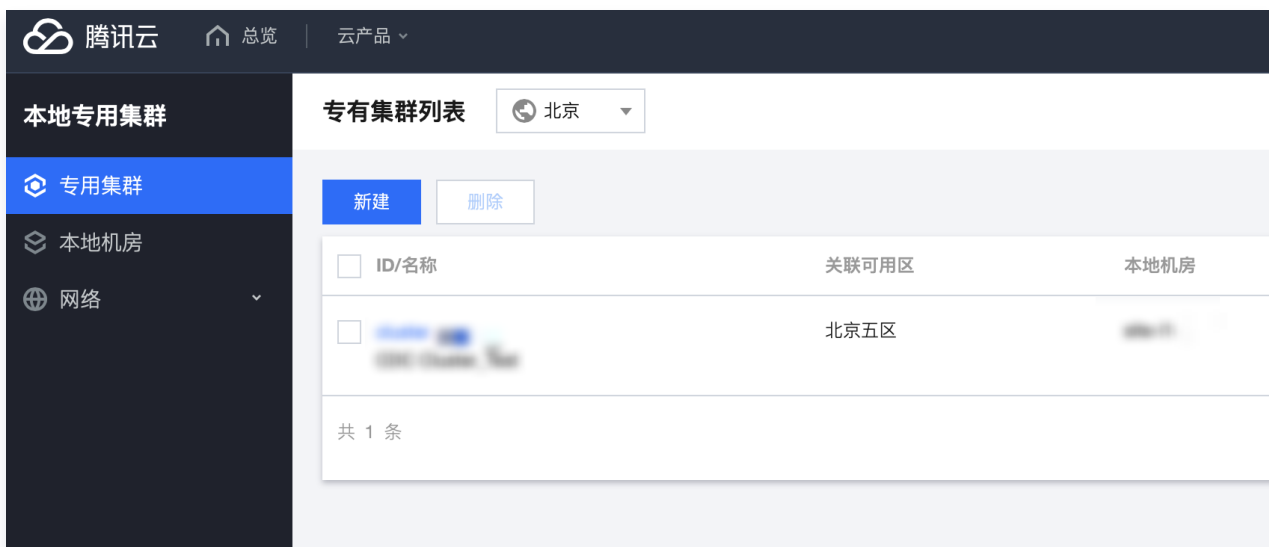 腾讯云 总览 云产品
本地专用集群
专有集群列表 北京
专用集群
新建 删除
本地机房
ID/名称 关联可用区 本地机房
网络
北京五区
共 1 条